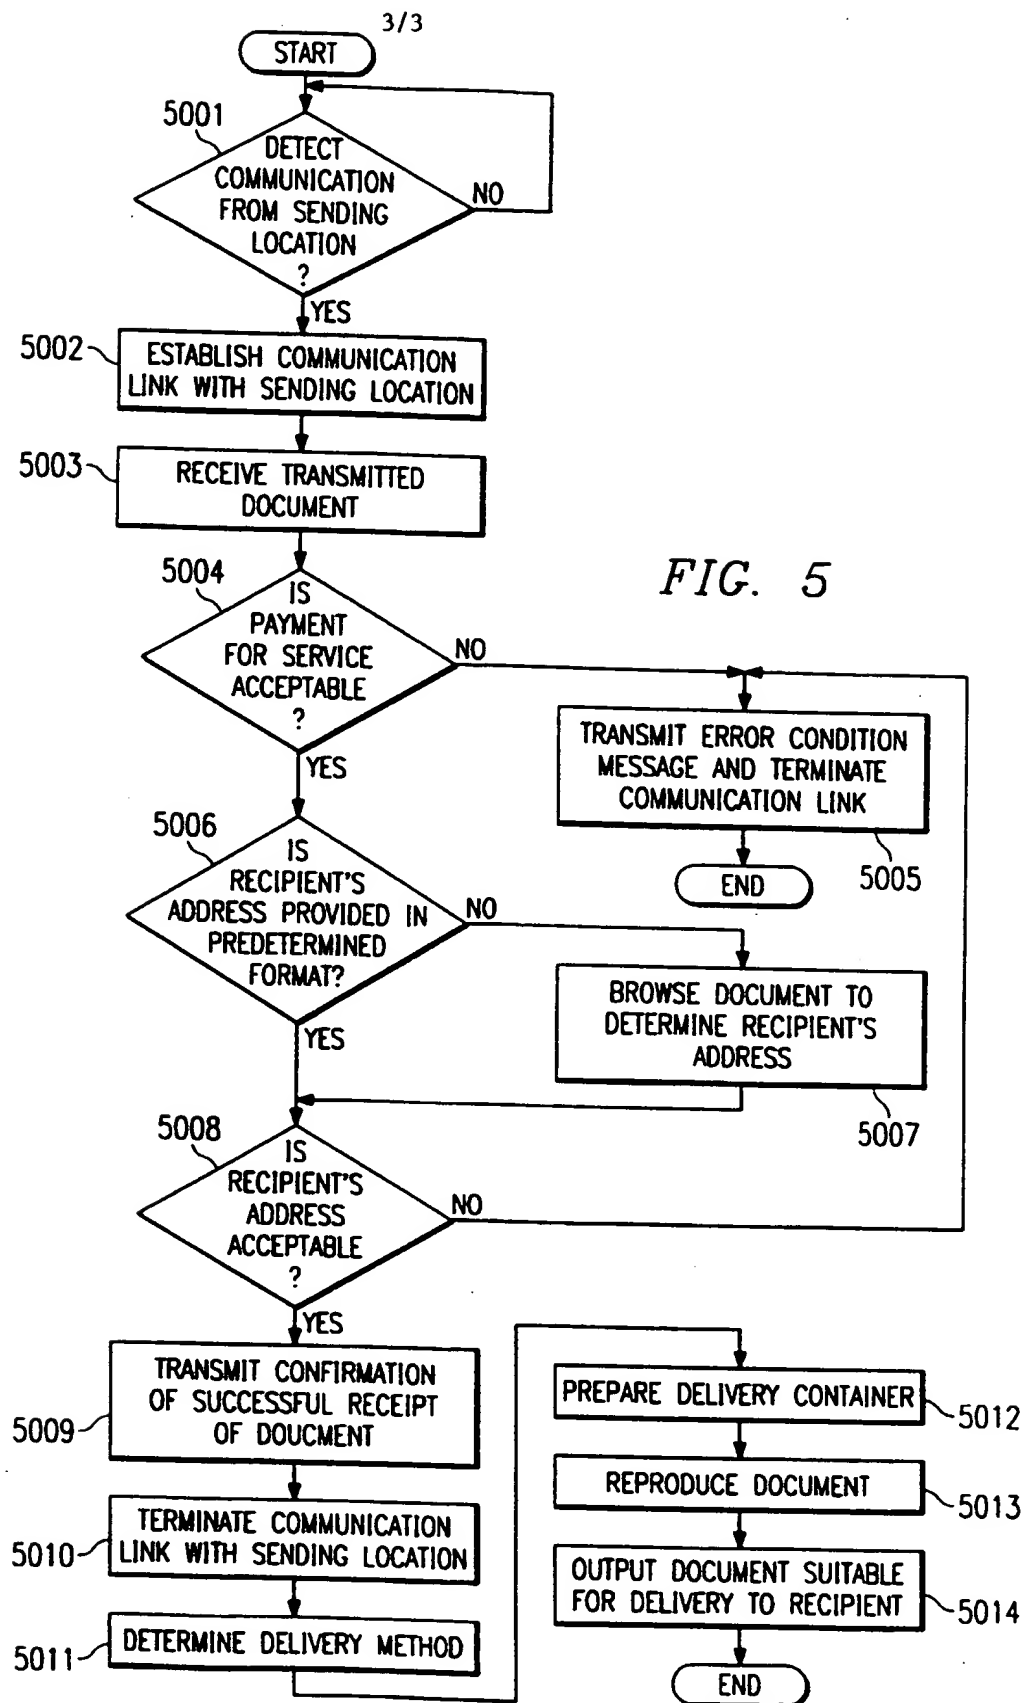 3/3
START
5001
DETECT
COMMUNICATION
FROM SENDING
LOCATION
?
NO
YES
5002
ESTABLISH COMMUNICATION
LINK WITH SENDING LOCATION
5003
RECEIVE TRANSMITTED
DOCUMENT
FIG. 5
5004
IS
PAYMENT
FOR SERVICE
ACCEPTABLE
?
NO
YES
TRANSMIT ERROR CONDITION
MESSAGE AND TERMINATE
COMMUNICATION LINK
5005
END
5006
IS
RECIPIENT'S
ADDRESS PROVIDED IN
PREDETERMINED
FORMAT?
NO
YES
BROWSE DOCUMENT TO
DETERMINE RECIPIENT'S
ADDRESS
5007
5008
IS
RECIPIENT'S
ADDRESS
ACCEPTABLE
?
NO
YES
5009
TRANSMIT CONFIRMATION
OF SUCCESSFUL RECEIPT
OF DOUCMENT
5010
TERMINATE COMMUNICATION
LINK WITH SENDING LOCATION
5011
DETERMINE DELIVERY METHOD
PREPARE DELIVERY CONTAINER
5012
REPRODUCE DOCUMENT
5013
OUTPUT DOCUMENT SUITABLE
FOR DELIVERY TO RECIPIENT
5014
END